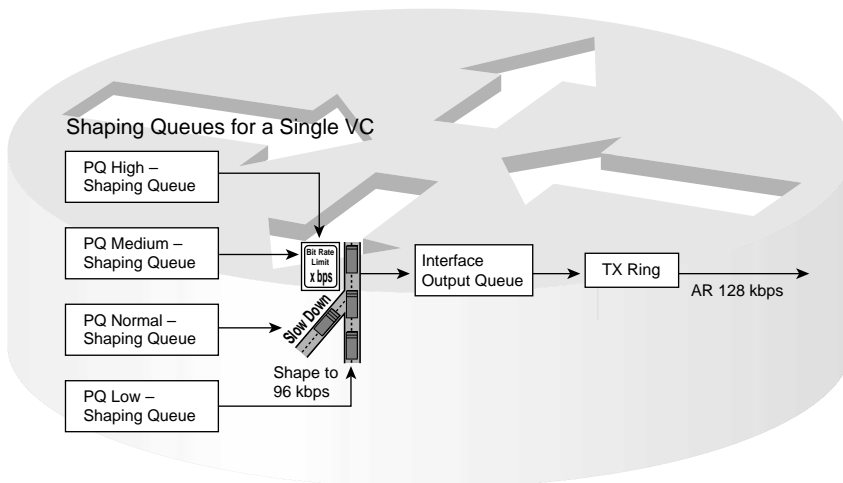 Shaping Queues for a Single VC
PQ High –
Shaping Queue
PQ Medium –
Shaping Queue
PQ Normal –
Shaping Queue
PQ Low –
Shaping Queue
Bit Rate
Limit
x bps
Slow Down
Shape to
96 kbps
Interface
Output Queue
TX Ring
AR 128 kbps